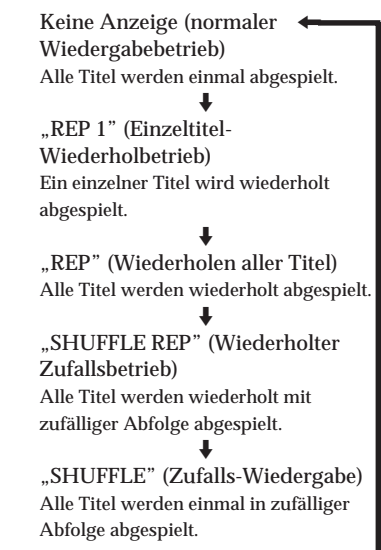 Keine Anzeige (normaler
Wiedergabebetrieb)
Alle Titel werden einmal abgespielt.
„REP 1” (Einzeltitel-
Wiederholbetrieb)
Ein einzelner Titel wird wiederholt
abgespielt.
„REP” (Wiederholen aller Titel)
Alle Titel werden wiederholt abgespielt.
„SHUFFLE REP” (Wiederholter
Zufallsbetrieb)
Alle Titel werden wiederholt mit
zufälliger Abfolge abgespielt.
„SHUFFLE” (Zufalls-Wiedergabe)
Alle Titel werden einmal in zufälliger
Abfolge abgespielt.